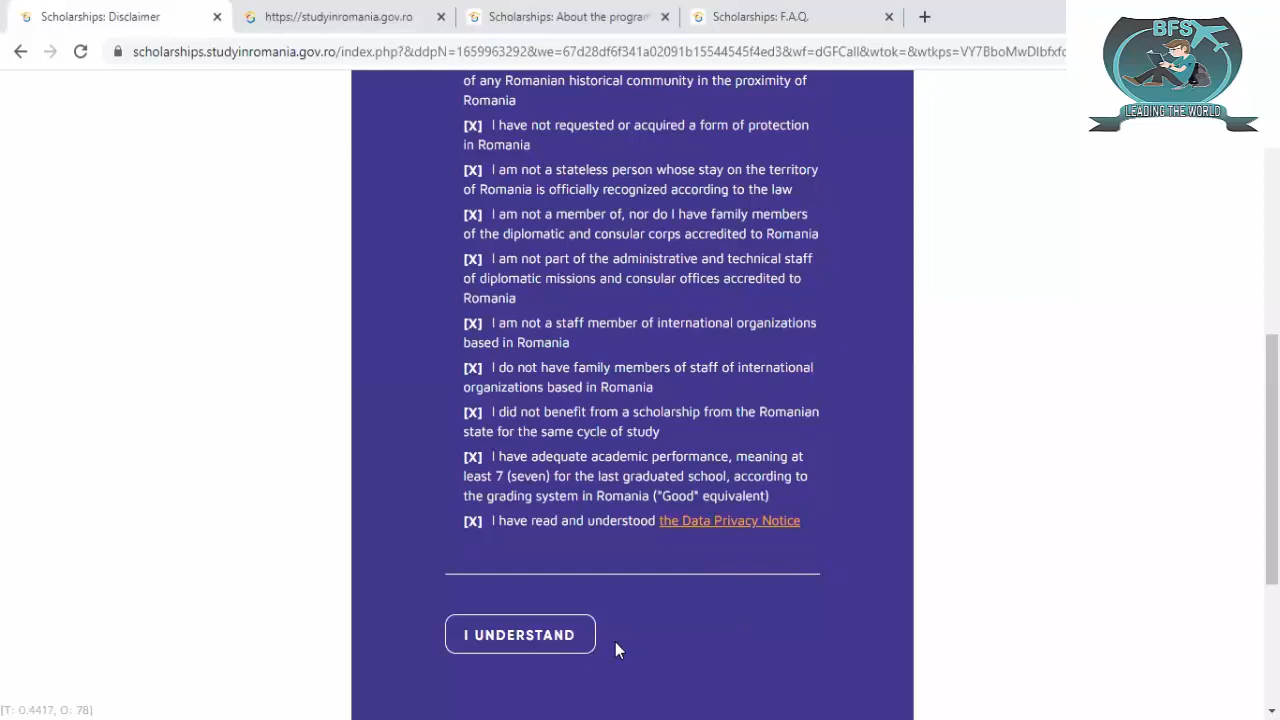 Scholarships: Disclaimer
https://studyinromania.gov.ro
Scholarships: About the program
Scholarships: F.A.Q.
scholarships.studyinromania.gov.ro/index.php?&ddpN=1659963292&we=67d28df6f341a02091b15544545f4ed3&wf=dGFCall&wtok=&wtkps=VY7BboMwDIbfxfc
BFS
LEADING THE WORLD
of any Romanian historical community in the proximity of
Romania
[X] I have not requested or acquired a form of protection
in Romania
[X] I am not a stateless person whose stay on the territory
of Romania is officially recognized according to the law
[X] I am not a member of, nor do I have family members
of the diplomatic and consular corps accredited to Romania
[X] I am not part of the administrative and technical staff
of diplomatic missions and consular offices accredited to
Romania
[X] I am not a staff member of international organizations
based in Romania
[X] I do not have family members of staff of international
organizations based in Romania
[X] I did not benefit from a scholarship from the Romanian
state for the same cycle of study
[X] I have adequate academic performance, meaning at
least 7 (seven) for the last graduated school, according to
the grading system in Romania ("Good" equivalent)
[X] I have read and understood the Data Privacy Notice
I UNDERSTAND
[T: 0.4417, O: 78]